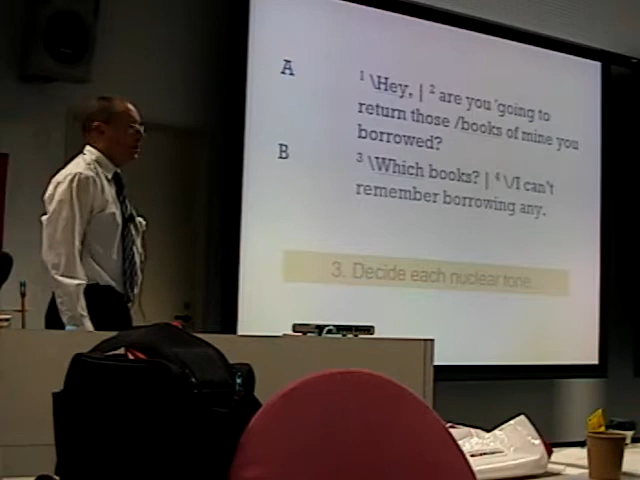 A
¹ \Hey, | ² are you 'going to
return those /books of mine you
borrowed?
B
³ \Which books? | ⁴ \/I can't
remember borrowing any.
3. Decide each nuclear tone